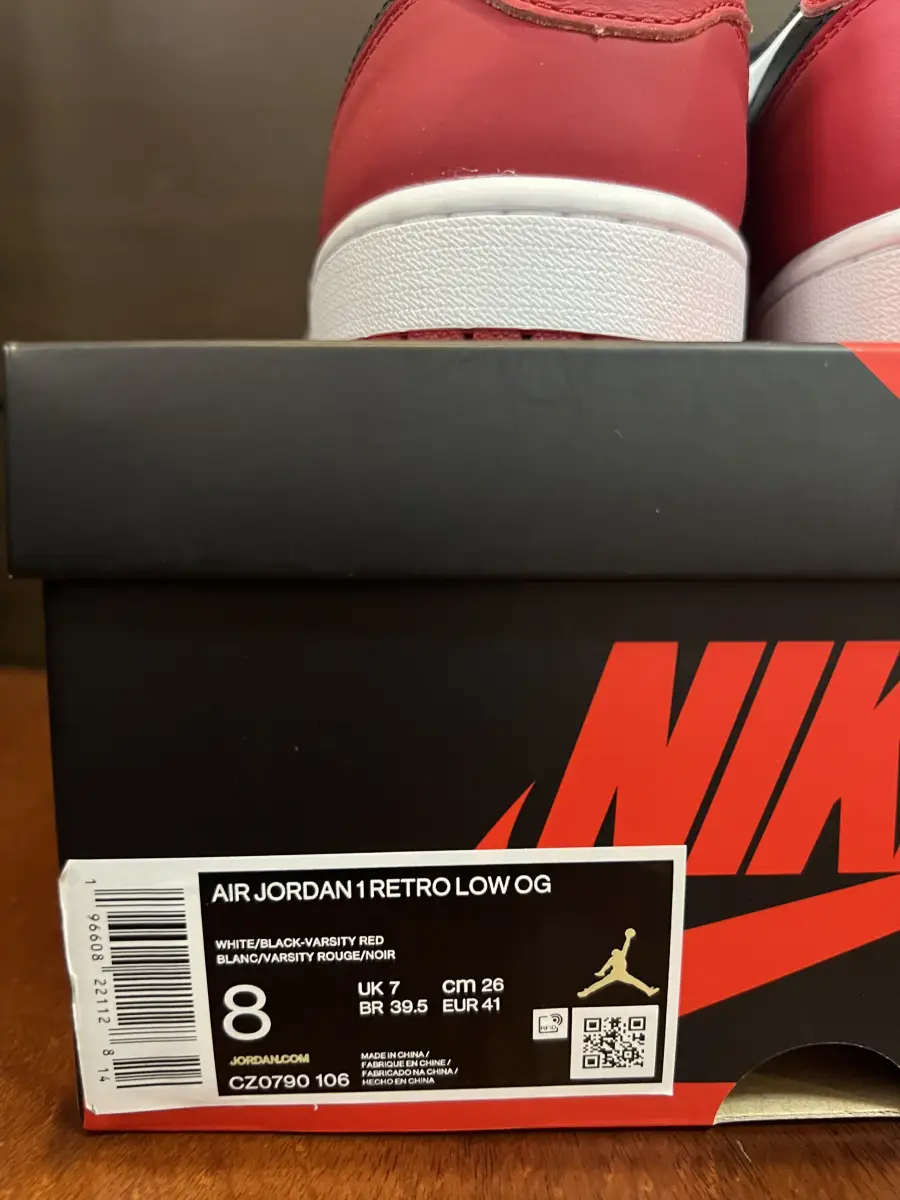 NIK
AIR JORDAN 1 RETRO LOW OG
WHITE/BLACK-VARSITY RED
BLANC/VARSITY ROUGE/NOIR
8
UK 7 cm 26
BR 39.5 EUR 41
RFID
JORDAN.COM
CZ0790 106
MADE IN CHINA /
FABRIQUE EN CHINE /
FABRICADO NA CHINA /
HECHO EN CHINA
1 96608 22112 8 14